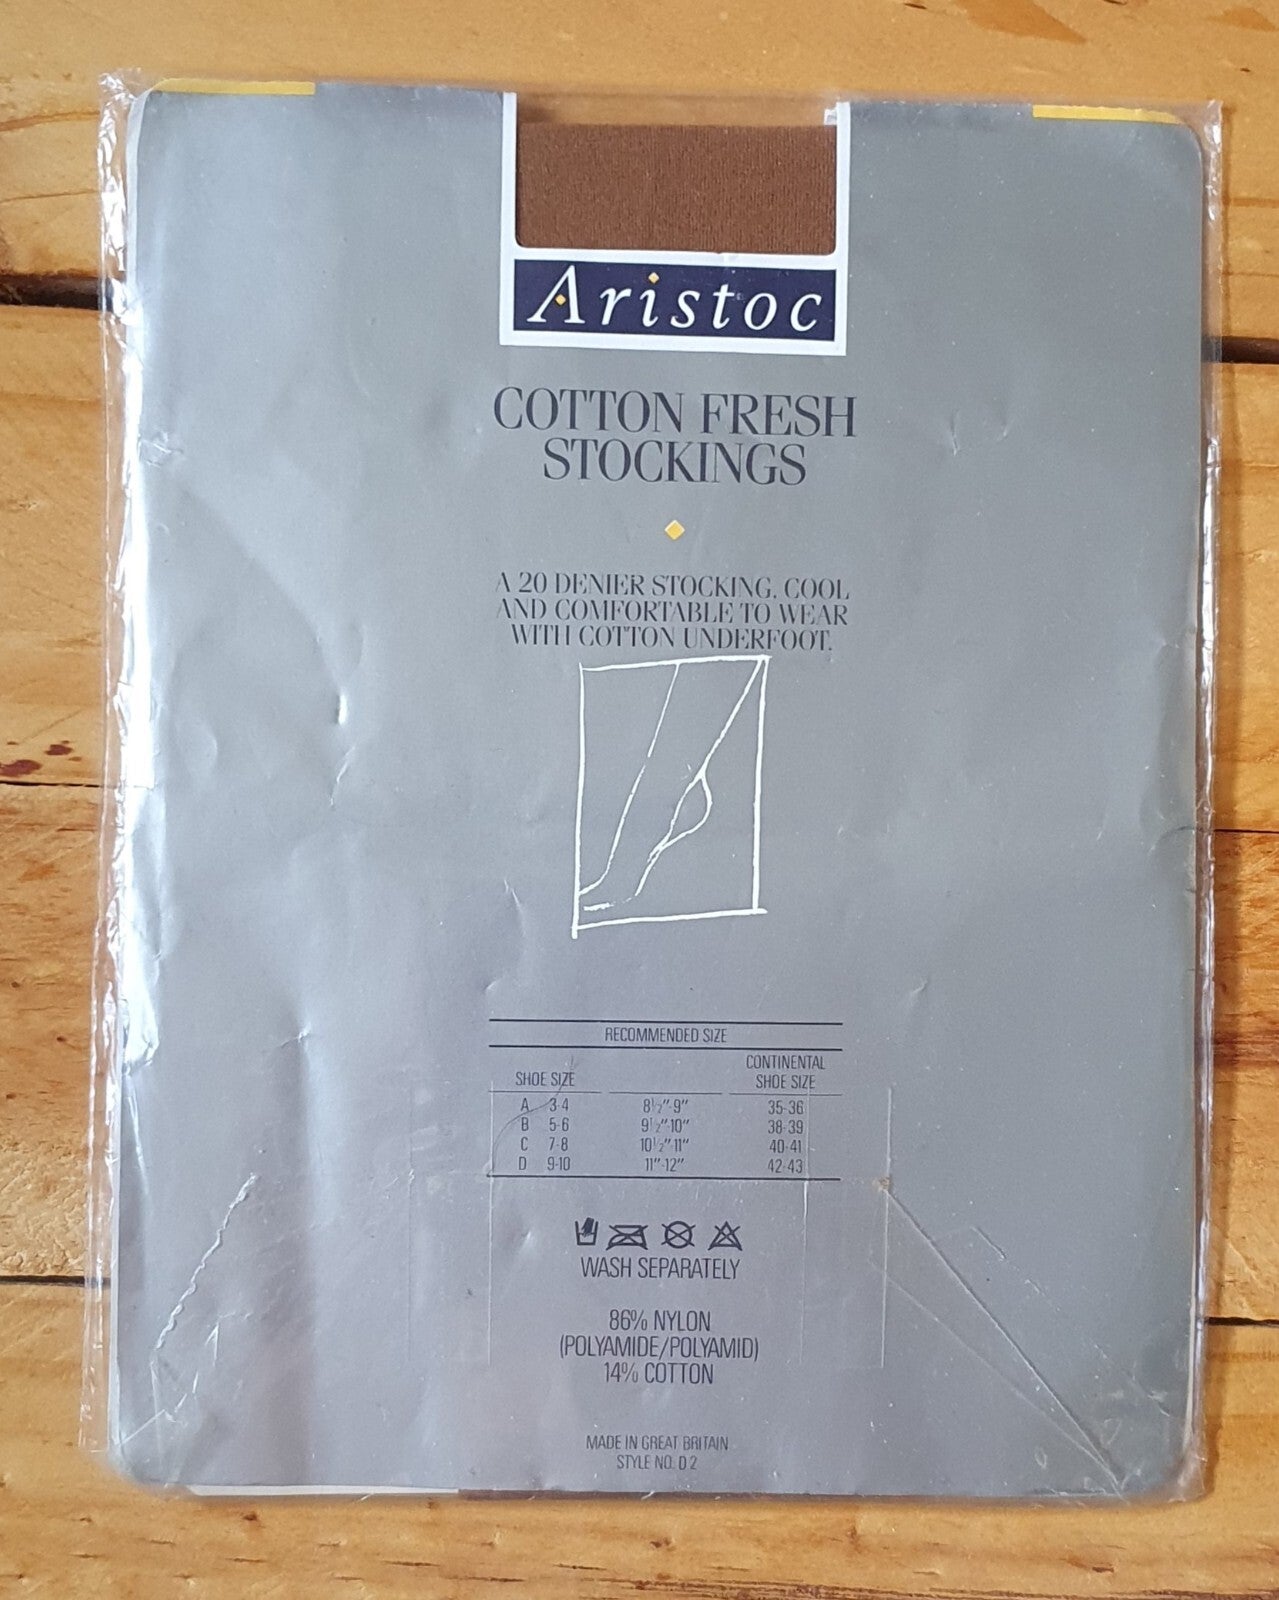 Aristoc
COTTON FRESH
STOCKINGS
A 20 DENIER STOCKING. COOL
AND COMFORTABLE TO WEAR
WITH COTTON UNDERFOOT.
RECOMMENDED SIZE
SHOE SIZE CONTINENTAL SHOE SIZE
A 3-4 8½"-9" 35-36
B 5-6 9½"-10" 38-39
C 7-8 10½"-11" 40-41
D 9-10 11"-12" 42-43
WASH SEPARATELY
86% NYLON
(POLYAMIDE/POLYAMID)
14% COTTON
MADE IN GREAT BRITAIN
STYLE NO. D2